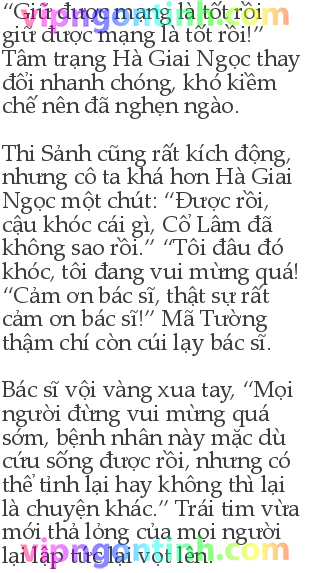 “Giữ được mạng là tốt rồi
giữ được mạng là tốt rồi!”
Tâm trạng Hà Giai Ngọc thay
đổi nhanh chóng, khó kiềm
chế nên đã nghẹn ngào.
Thi Sảnh cũng rất kích động,
nhưng cô ta khá hơn Hà Giai
Ngọc một chút: “Được rồi,
cậu khóc cái gì, Cổ Lâm đã
không sao rồi.” “Tôi đâu đó
khóc, tôi đang vui mừng quá!
“Cảm ơn bác sĩ, thật sự rất
cảm ơn bác sĩ!” Mã Tường
thậm chí còn cúi lạy bác sĩ.
Bác sĩ vội vàng xua tay, “Mọi
người đừng vui mừng quá
sớm, bệnh nhân này mặc dù
cứu sống được rồi, nhưng có
thể tỉnh lại hay không thì lại
là chuyện khác.” Trái tim vừa
mới thả lỏng của mọi người
lại lập tức lại vọt lên.
vipngontinh.com
vipngontinh.com